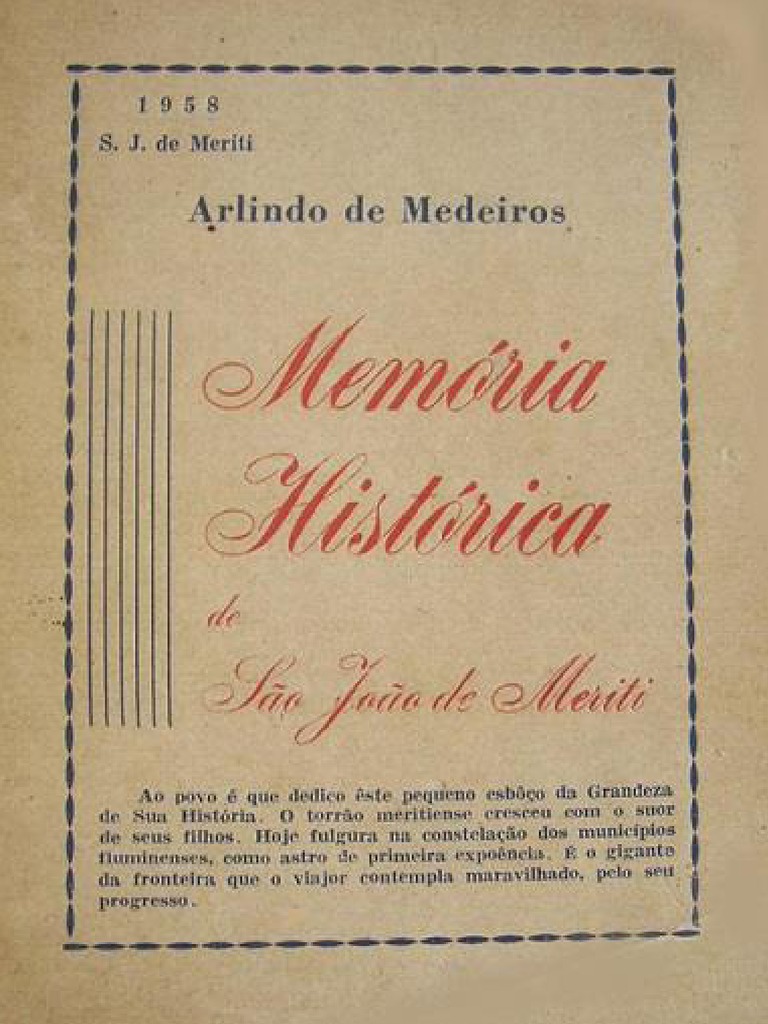 1958
S. J. de Meriti
Arlindo de Medeiros
Memória
Histórica
de
São João de Meriti
Ao povo é que dedico êste pequeno esbôço da Grandeza
de Sua História. O torrão meritiense cresceu com o suor
de seus filhos. Hoje fulgura na constelação dos municípios
fluminenses, como astro de primeira expoência. É o gigante
da fronteira que o viajor contempla maravilhado, pelo seu
progresso.